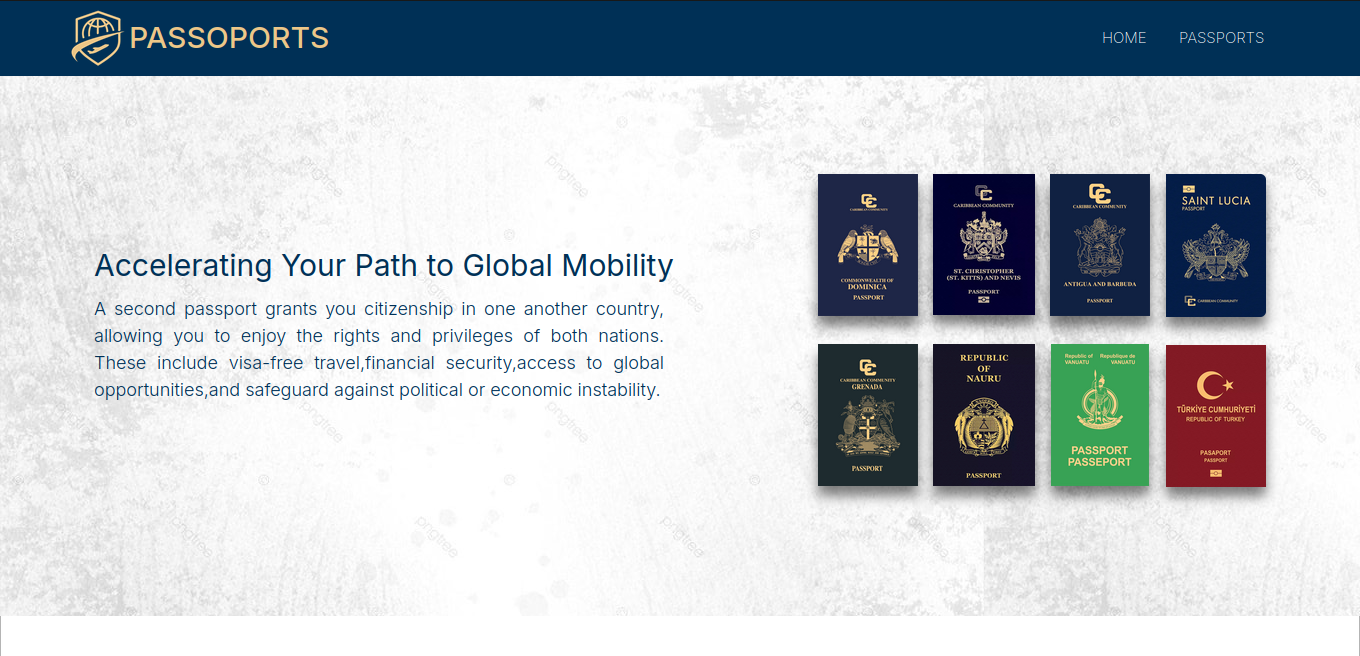 PASSOPORTS
HOME
PASSPORTS
Accelerating Your Path to Global Mobility
A second passport grants you citizenship in one another country,
allowing you to enjoy the rights and privileges of both nations.
These include visa-free travel,financial security,access to global
opportunities,and safeguard against political or economic instability.
CARIBBEAN COMMUNITY
COMMONWEALTH OF
DOMINICA
PASSPORT
CARIBBEAN COMMUNITY
ST. CHRISTOPHER
(ST. KITTS) AND NEVIS
PASSPORT
CARIBBEAN COMMUNITY
ANTIGUA AND BARBUDA
PASSPORT
SAINT LUCIA
PASSPORT
CARIBBEAN COMMUNITY
CARIBBEAN COMMUNITY
GRENADA
PASSPORT
REPUBLIC
OF
NAURU
PASSPORT
Republic of
VANUATU
Republique de
VANUATU
PASSPORT
PASSEPORT
TÜRKİYE CUMHURİYETİ
REPUBLIC OF TURKEY
PASAPORT
PASSPORT
pngtree